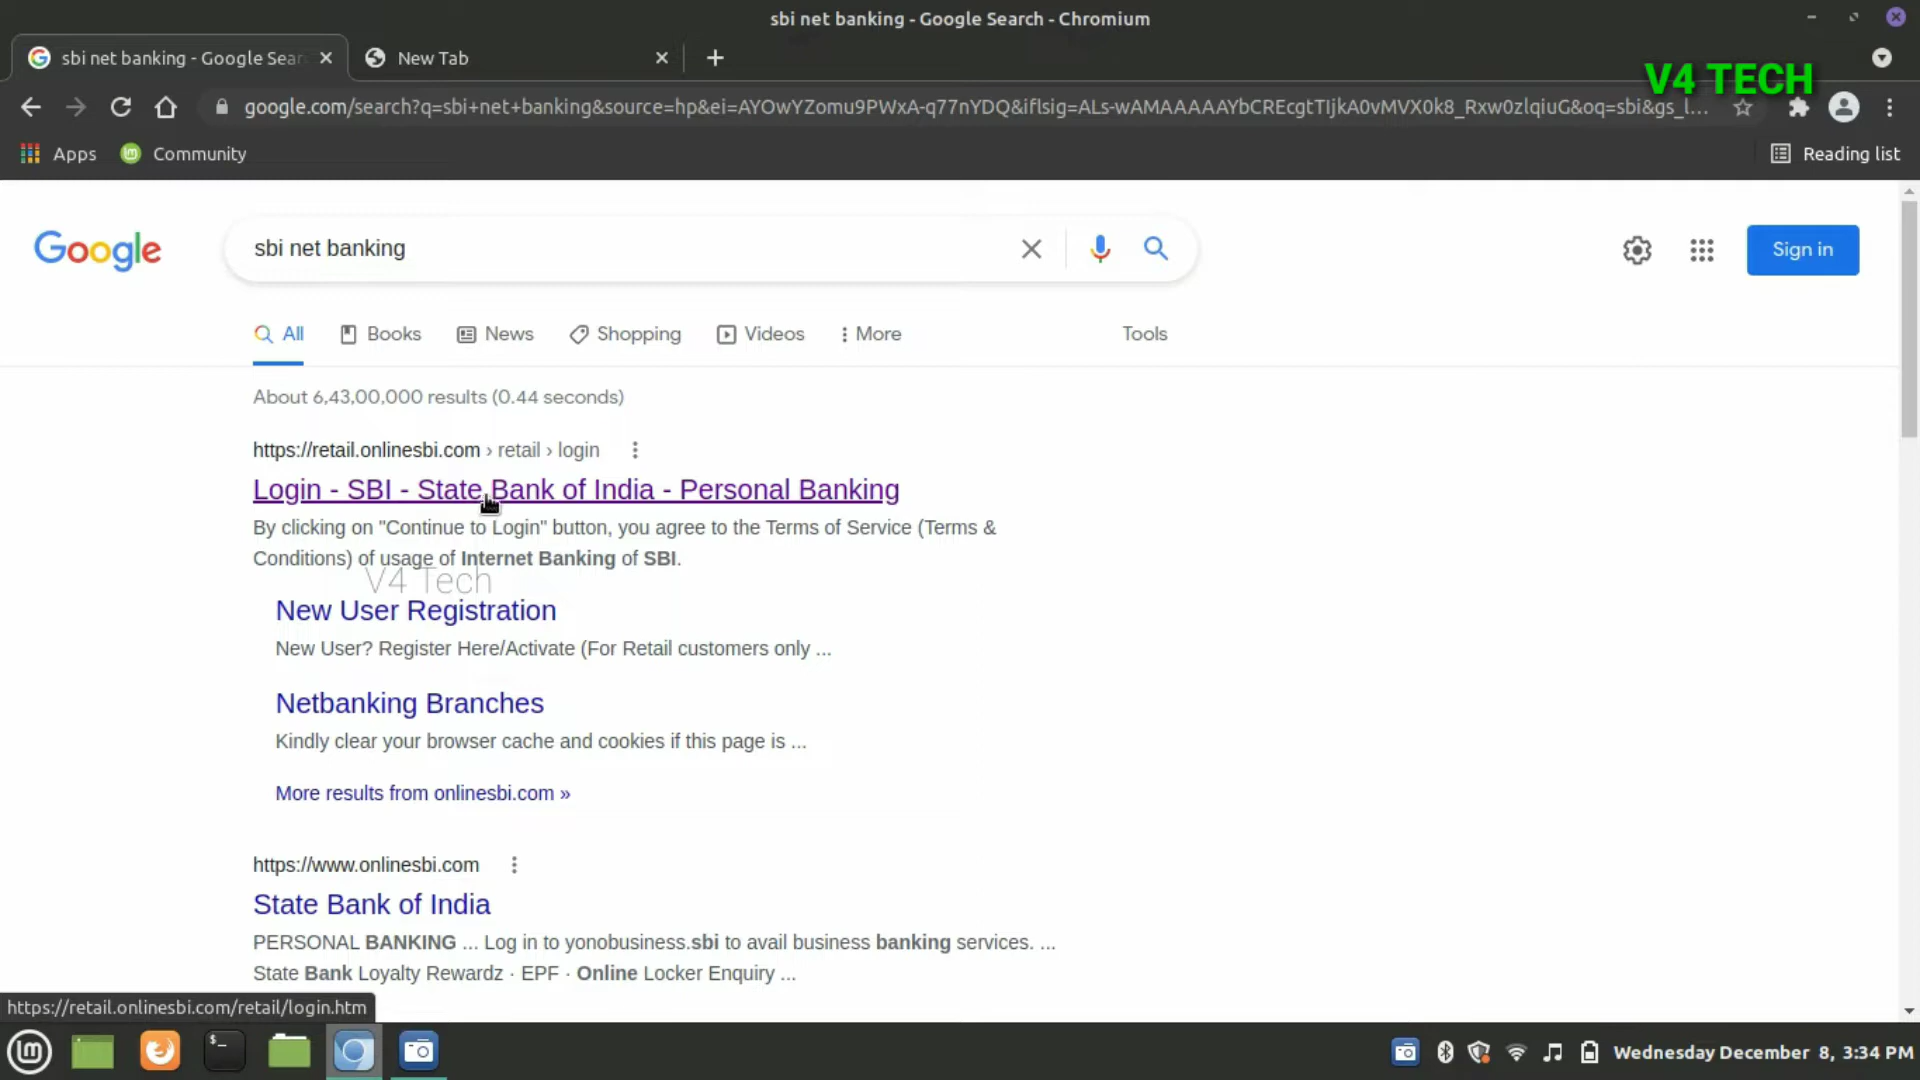 sbi net banking - Google Search - Chromium
sbi net banking - Google Sear
New Tab
V4 TECH
google.com/search?q=sbi+net+banking&source=hp&ei=AYOwYZomu9PWxA-q77nYDQ&iflsig=ALs-wAMAAAAAYbCREcgtTIjkA0vMVX0k8_Rxw0zlqiuG&oq=sbi&gs_l...
Apps
Community
Reading list
Google
sbi net banking
Sign in
All
Books
News
Shopping
Videos
More
Tools
About 6,43,00,000 results (0.44 seconds)
https://retail.onlinesbi.com › retail › login
Login - SBI - State Bank of India - Personal Banking
By clicking on "Continue to Login" button, you agree to the Terms of Service (Terms &
Conditions) of usage of Internet Banking of SBI.
V4 Tech
New User Registration
New User? Register Here/Activate (For Retail customers only ...
Netbanking Branches
Kindly clear your browser cache and cookies if this page is ...
More results from onlinesbi.com »
https://www.onlinesbi.com
State Bank of India
PERSONAL BANKING ... Log in to yonobusiness.sbi to avail business banking services. ...
State Bank Loyalty Rewardz · EPF · Online Locker Enquiry ...
https://retail.onlinesbi.com/retail/login.htm
Wednesday December 8, 3:34 PM